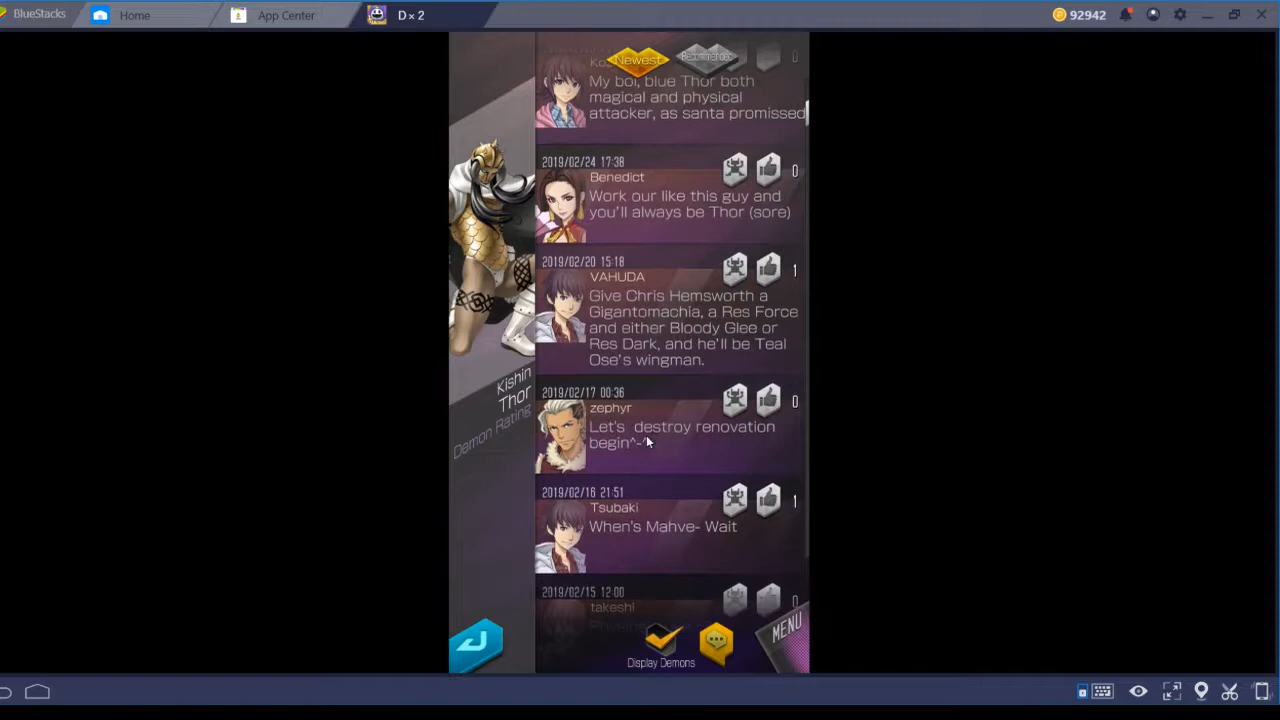 BlueStacks
Home
App Center
D×2
92942
Newest
Recommended
0
My boi, blue Thor both
magical and physical
attacker, as santa promissed
2019/02/24 17:38
Benedict
0
Work our like this guy and
you'll always be Thor (sore)
2019/02/20 15:18
VAHUDA
1
Give Chris Hemsworth a
Gigantomachia, a Res Force
and either Bloody Glee or
Res Dark, and he'll be Teal
Ose's wingman.
2019/02/17 00:36
zephyr
0
Let's destroy renovation
begin^-^
2019/02/16 21:51
Tsubaki
1
When's Mahve- Wait
2019/02/15 12:00
takeshi
0
Kishin
Thor
Demon Rating
Display Demons
MENU